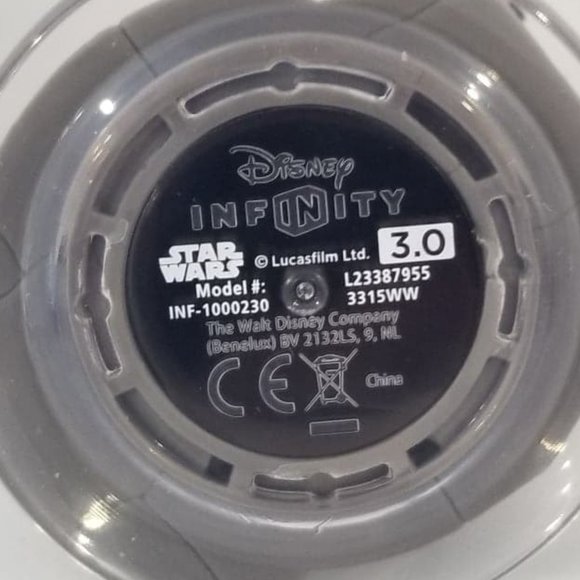 Disney
INFINITY
STAR WARS © Lucasfilm Ltd. 3.0
Model #: L23387955
INF-1000230 3315WW
The Walt Disney Company
(Benelux) BV 2132LS, 9, NL
CE China